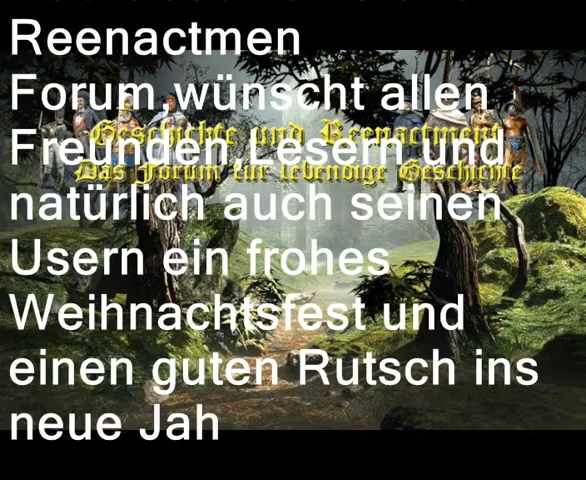 Reenactmen
Forum,wünscht allen
Freunden,Lesern und
natürlich auch seinen
Usern ein frohes
Weihnachtsfest und
einen guten Rutsch ins
neue Jah
Geschichte und Reenactment
Das Forum für lebendige Geschichte